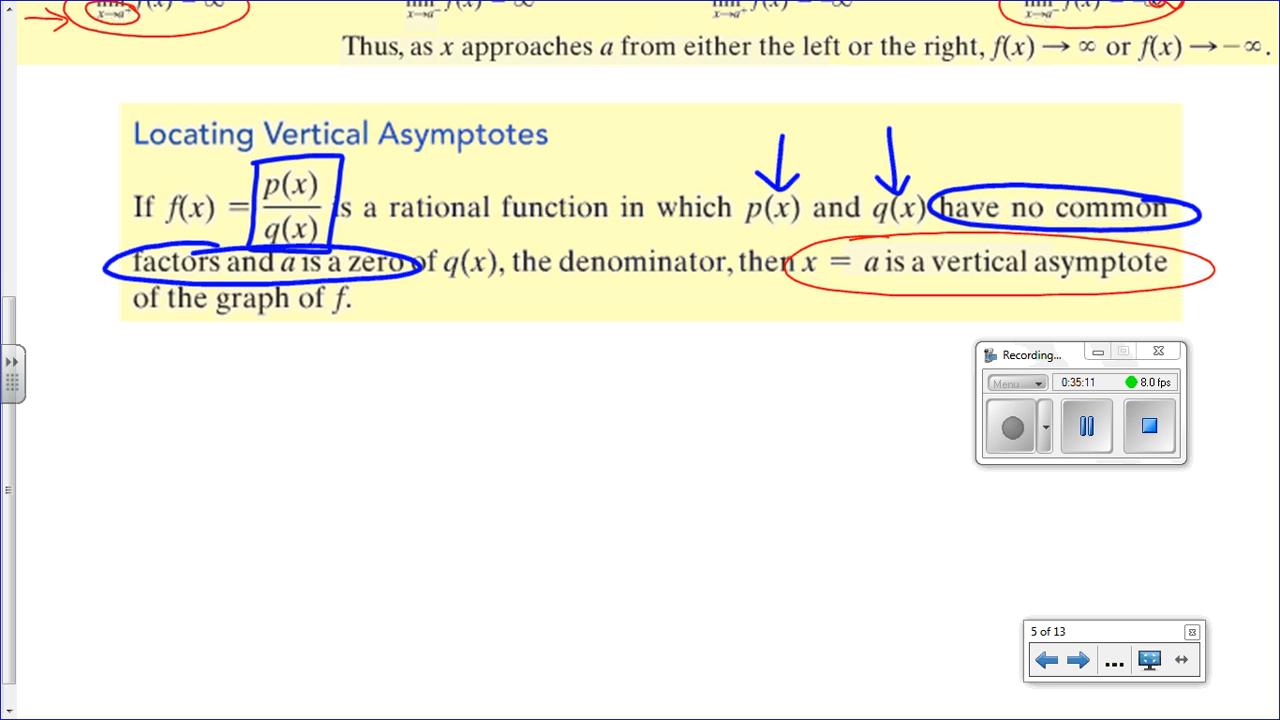 Thus, as x approaches a from either the left or the right, f(x) → ∞ or f(x) → −∞.
Locating Vertical Asymptotes
If f(x) = p(x)/q(x) is a rational function in which p(x) and q(x) have no common
factors and a is a zero of q(x), the denominator, then x = a is a vertical asymptote
of the graph of f.
Recording...
Menu 0:35:11 8.0 fps
5 of 13